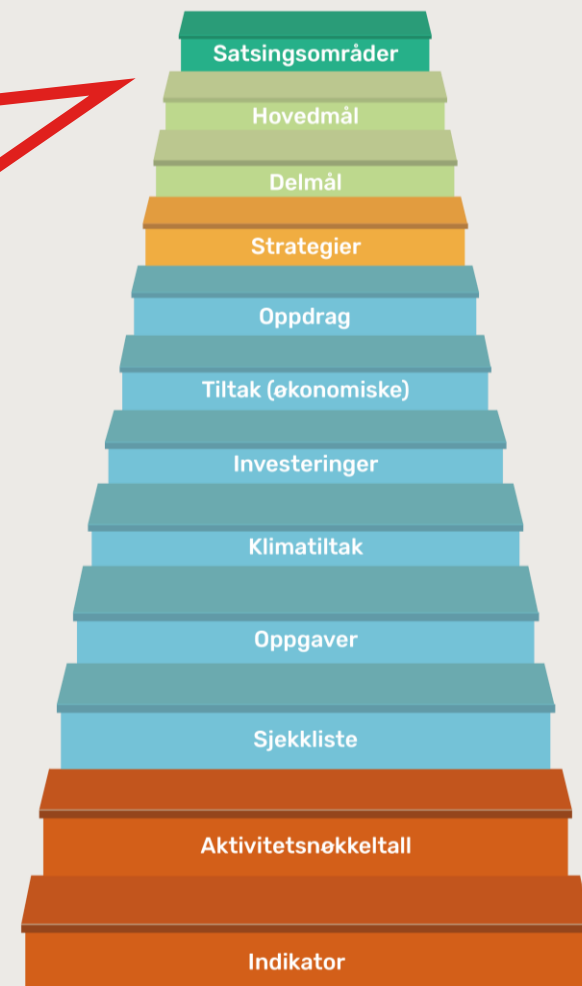 Satsingsområder
Hovedmål
Delmål
Strategier
Oppdrag
Tiltak (økonomiske)
Investeringer
Klimatiltak
Oppgaver
Sjekkliste
Aktivitetsnøkkeltall
Indikator